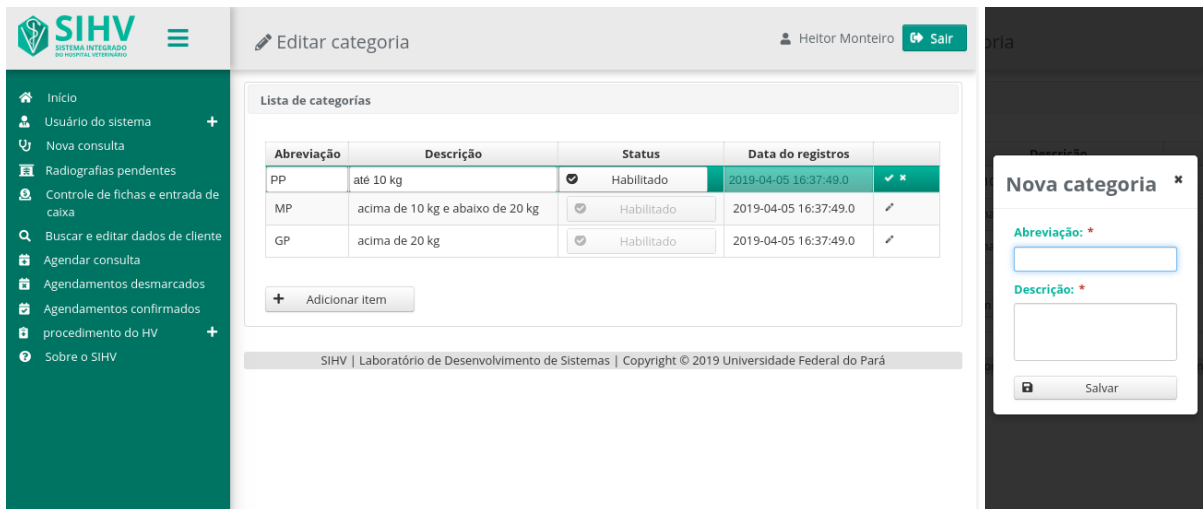 SIHV
SISTEMA INTEGRADO
DO HOSPITAL VETERINÁRIO
Editar categoria
Heitor Monteiro
Sair
Início
Usuário do sistema
Nova consulta
Radiografias pendentes
Controle de fichas e entrada de
caixa
Buscar e editar dados de cliente
Agendar consulta
Agendamentos desmarcados
Agendamentos confirmados
procedimento do HV
Sobre o SIHV
Lista de categorías
Abreviação Descrição Status Data do registros
PP até 10 kg Habilitado 2019-04-05 16:37:49.0
MP acima de 10 kg e abaixo de 20 kg Habilitado 2019-04-05 16:37:49.0
GP acima de 20 kg Habilitado 2019-04-05 16:37:49.0
+ Adicionar item
SIHV | Laboratório de Desenvolvimento de Sistemas | Copyright © 2019 Universidade Federal do Pará
oria
Descrição
Nova categoria
Abreviação: *
Descrição: *
Salvar